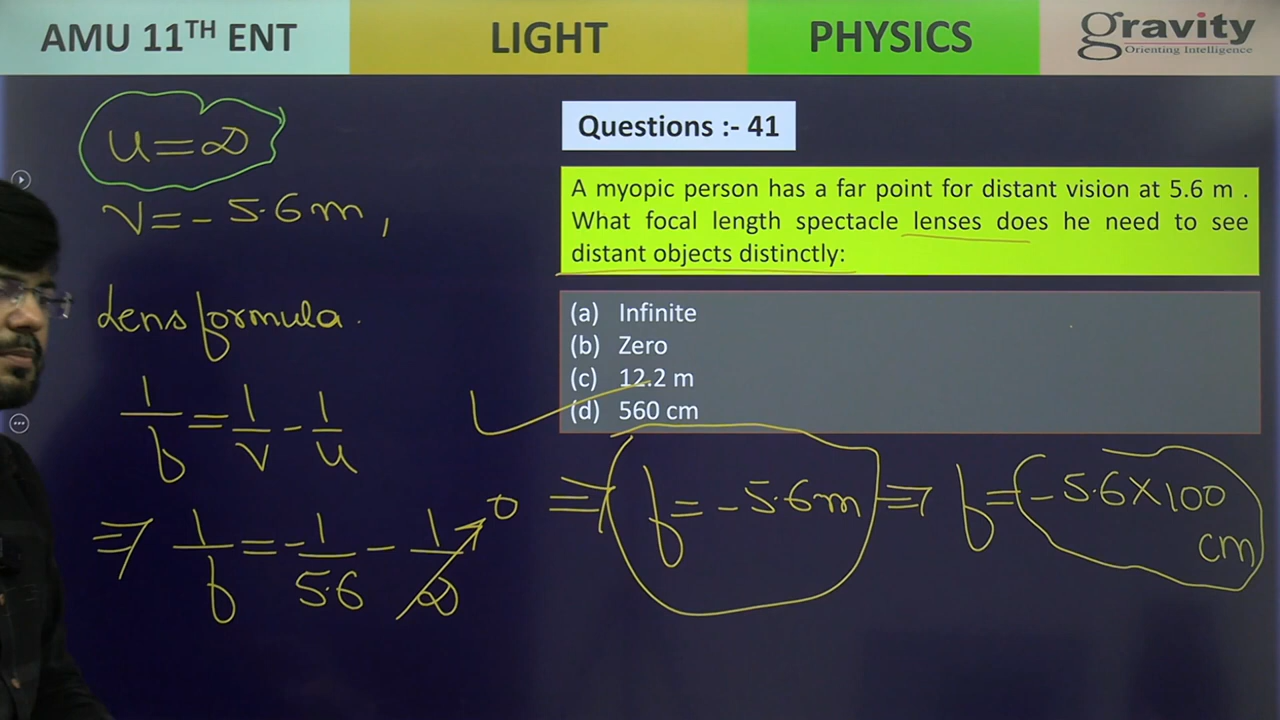 AMU 11TH ENT
LIGHT
PHYSICS
gravity
Orienting Intelligence
Questions :- 41
A myopic person has a far point for distant vision at 5.6 m .
What focal length spectacle lenses does he need to see
distant objects distinctly:
(a) Infinite
(b) Zero
(c) 12.2 m
(d) 560 cm
u = ∞
v = - 5.6 m ,
Lens formula .
1/f = 1/v - 1/u
⇒ 1/f = -1/5.6 - 1/∞ 0
⇒ f = - 5.6 m ⇒ f = - 5.6 × 100
cm